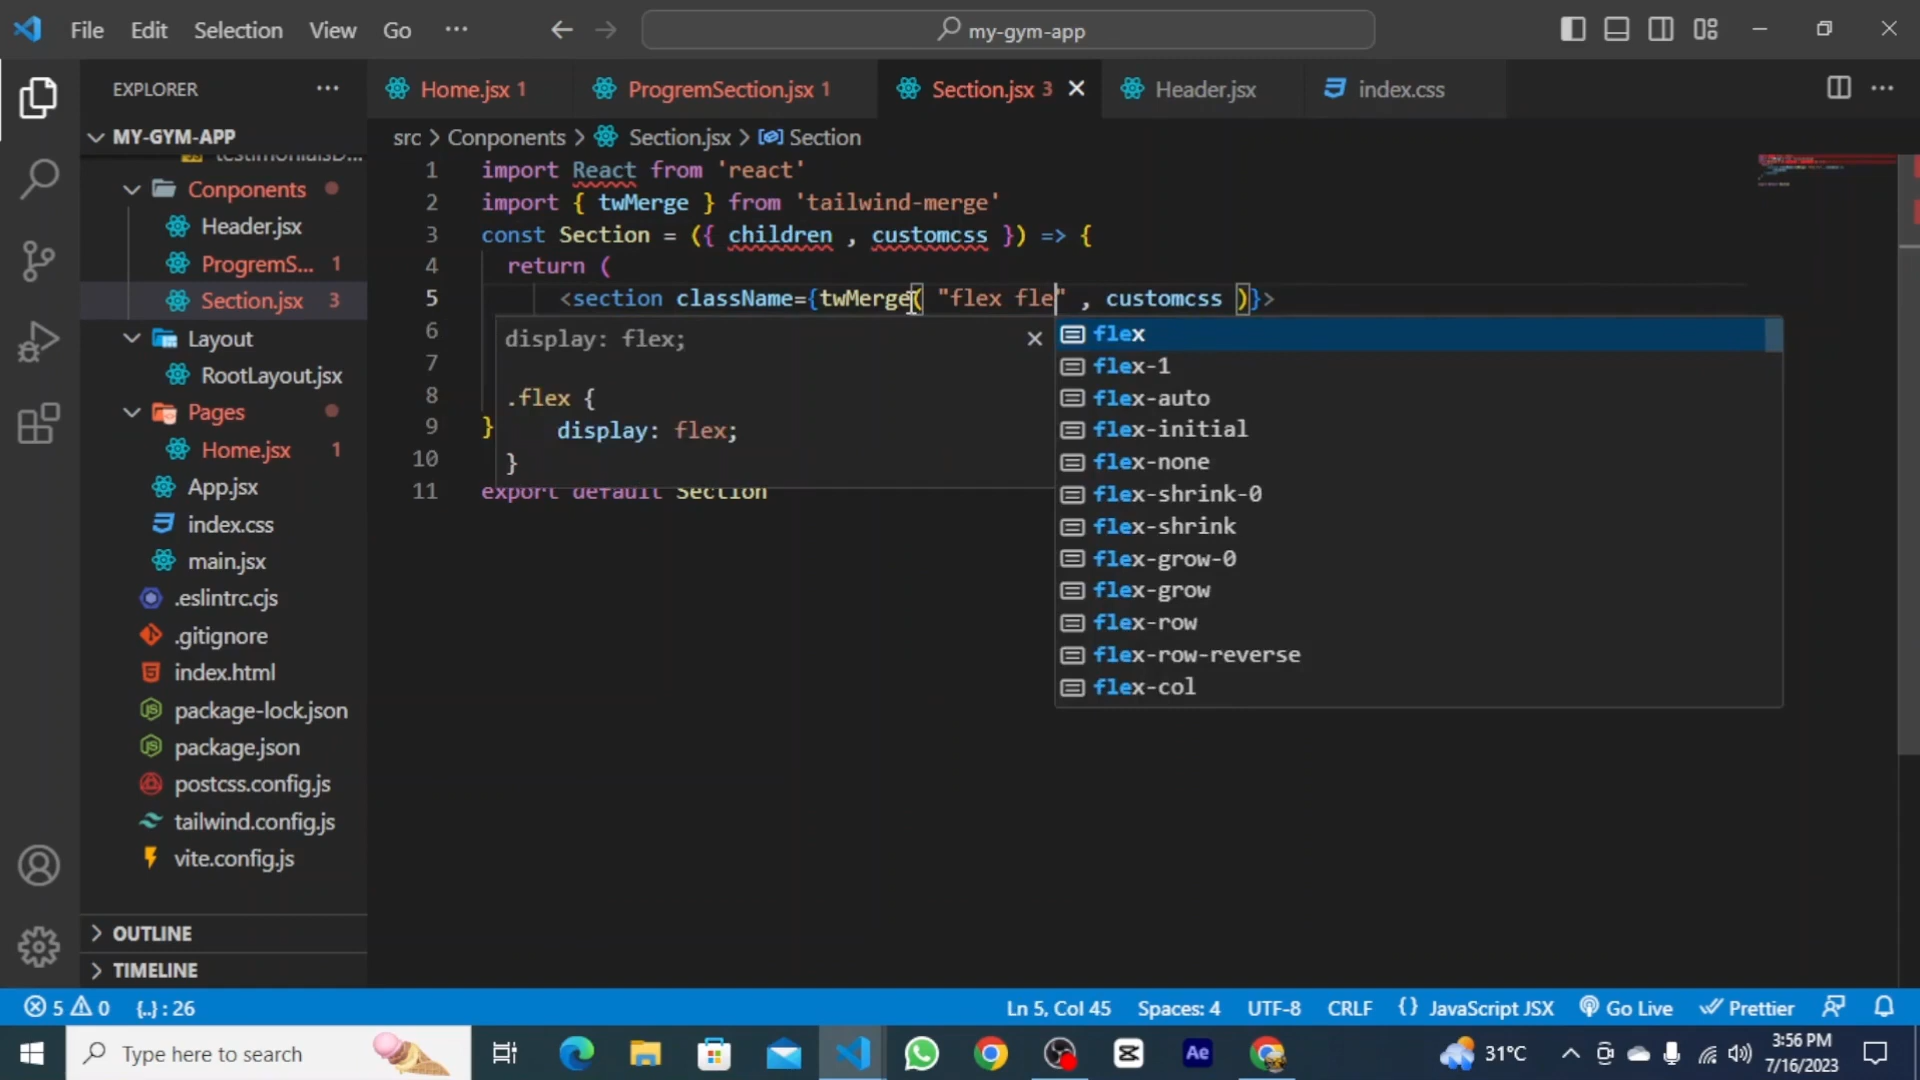 File Edit Selection View Go ···
my-gym-app
EXPLORER
Home.jsx 1
ProgremSection.jsx 1
Section.jsx 3
Header.jsx
index.css
MY-GYM-APP
Conponents
Header.jsx
ProgremS... 1
Section.jsx 3
Layout
RootLayout.jsx
Pages
Home.jsx 1
App.jsx
index.css
main.jsx
.eslintrc.cjs
.gitignore
index.html
package-lock.json
package.json
postcss.config.js
tailwind.config.js
vite.config.js
OUTLINE
TIMELINE
src > Conponents > Section.jsx > Section
1 import React from 'react'
2 import { twMerge } from 'tailwind-merge'
3 const Section = ({ children , customcss }) => {
4 return (
5 <section className={twMerge( "flex fle" , customcss )}>
6
7
8
9 }
10
11 export default Section
display: flex;
.flex {
display: flex;
}
flex
flex-1
flex-auto
flex-initial
flex-none
flex-shrink-0
flex-shrink
flex-grow-0
flex-grow
flex-row
flex-row-reverse
flex-col
5 0 {..} : 26
Ln 5, Col 45 Spaces: 4 UTF-8 CRLF {} JavaScript JSX Go Live Prettier
Type here to search
Ae
31°C
3:56 PM
7/16/2023